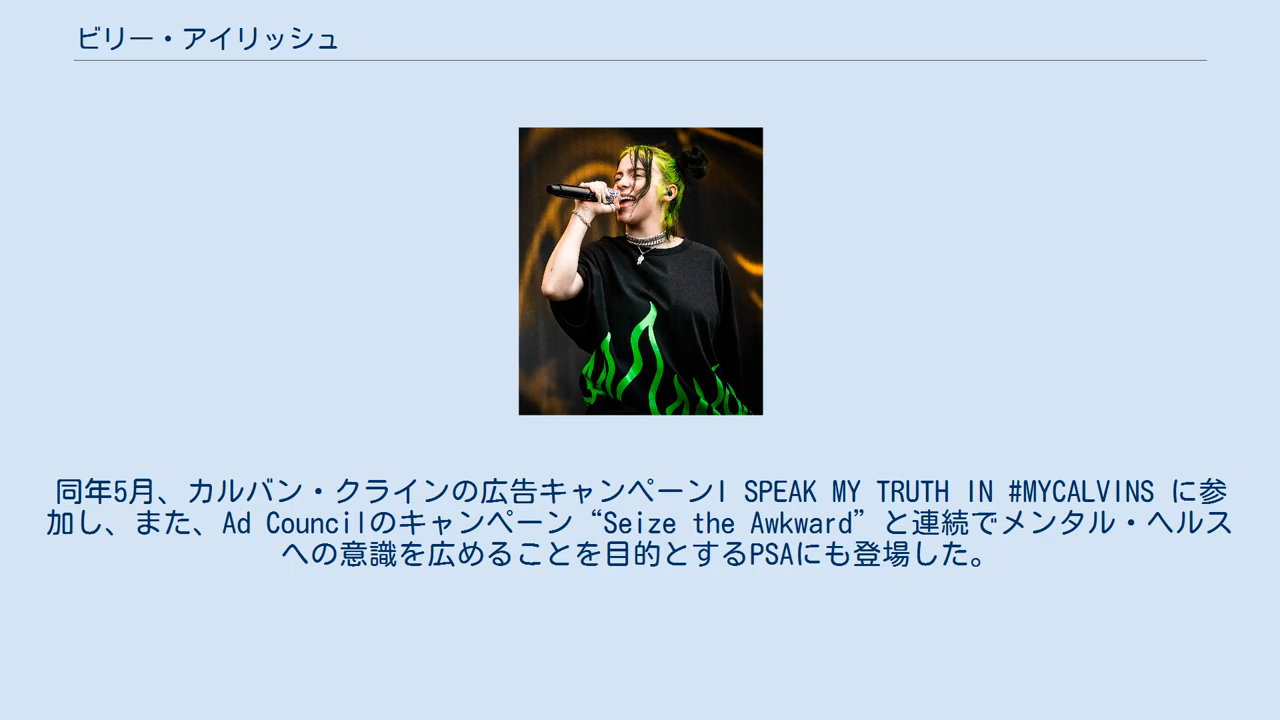 ビリー・アイリッシュ
同年5月、カルバン・クラインの広告キャンペーンI SPEAK MY TRUTH IN #MYCALVINS に参
加し、また、Ad Councilのキャンペーン“Seize the Awkward”と連続でメンタル・ヘルス
への意識を広めることを目的とするPSAにも登場した。